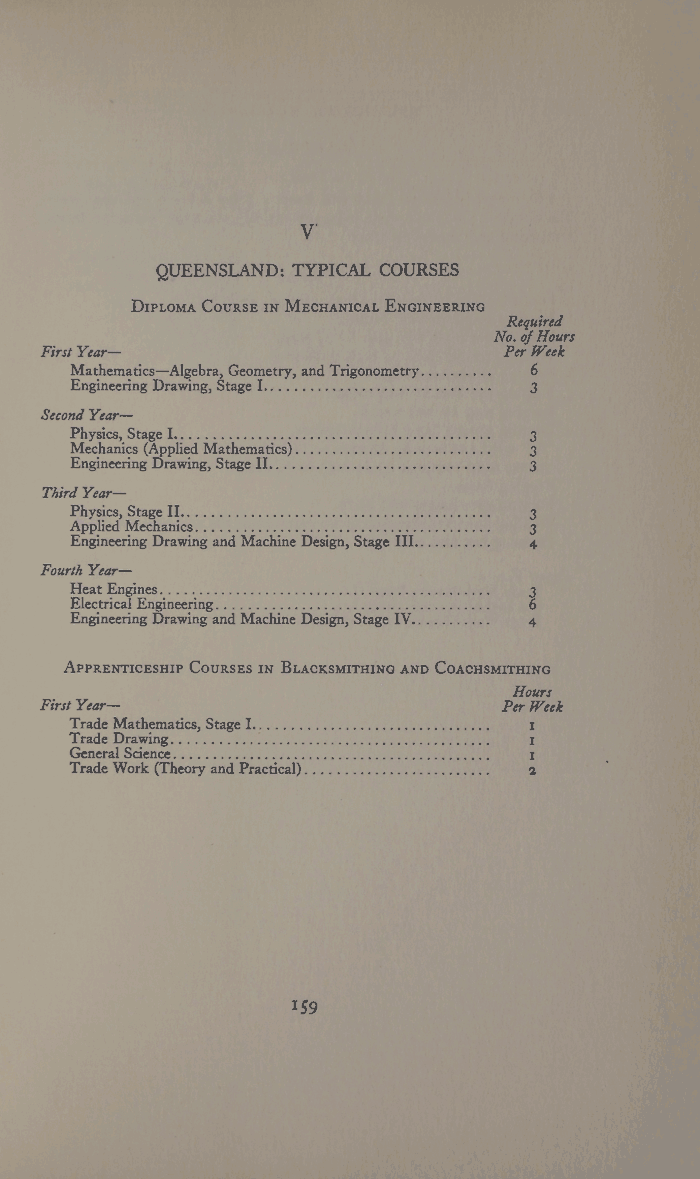 V
QUEENSLAND: TYPICAL COURSES
DIPLOMA COURSE IN MECHANICAL ENGINEERING
Required
No. of Hours
First Year— Per Week
Mathematics—Algebra, Geometry, and Trigonometry.......... 6
Engineering Drawing, Stage I.............................. 3
Second Year—
Physics, Stage I.......................................... 3
Mechanics (Applied Mathematics).......................... 3
Engineering Drawing, Stage II............................. 3
Third Year—
Physics, Stage II......................................... 3
Applied Mechanics........................................ 3
Engineering Drawing and Machine Design, Stage III........... 4
Fourth Year—
Heat Engines............................................. 3
Electrical Engineering..................................... 6
Engineering Drawing and Machine Design, Stage IV........... 4
APPRENTICESHIP COURSES IN BLACKSMITHING AND COACHSMITHING
Hours
First Year— Per Week
Trade Mathematics, Stage I................................ 1
Trade Drawing........................................... 1
General Science........................................... 1
Trade Work (Theory and Practical)......................... 2
159